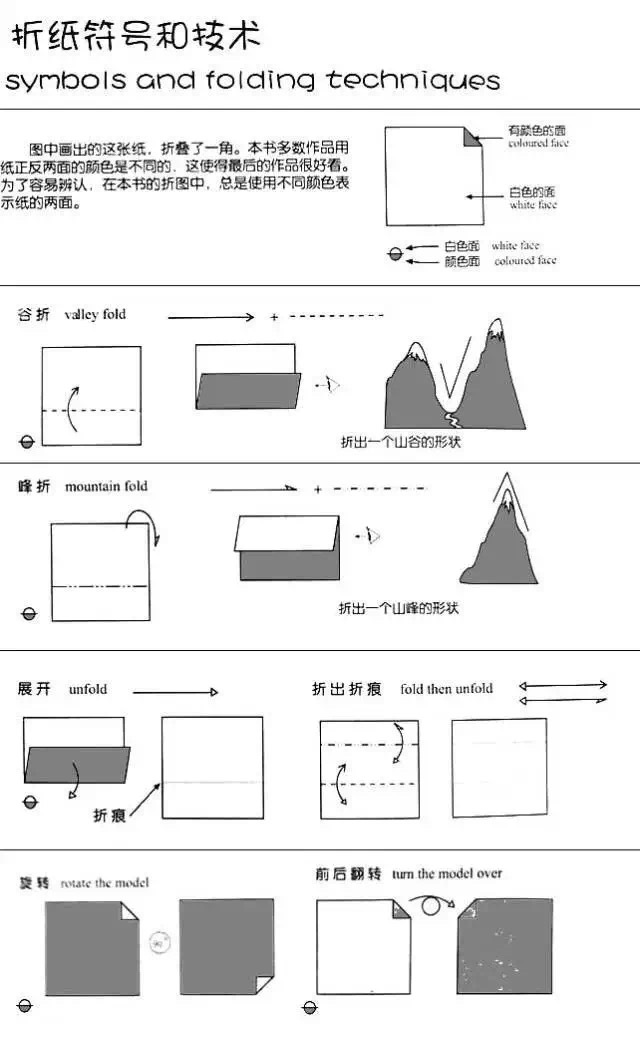 折纸符号和技术
symbols and folding techniques
图中画出的这张纸，折叠了一角。本书多数作品用
纸正反两面的颜色是不同的，这使得最后的作品很好看。
为了容易辨认，在本书的折图中，总是使用不同颜色表
示纸的两面。
有颜色的面
coloured face
白色的面
white face
白色面 white face
颜色面 coloured face
谷折 valley fold
+
折出一个山谷的形状
峰折 mountain fold
+
折出一个山峰的形状
展开 unfold
折痕
折出折痕 fold then unfold
旋转 rotate the model
前后翻转 turn the model over